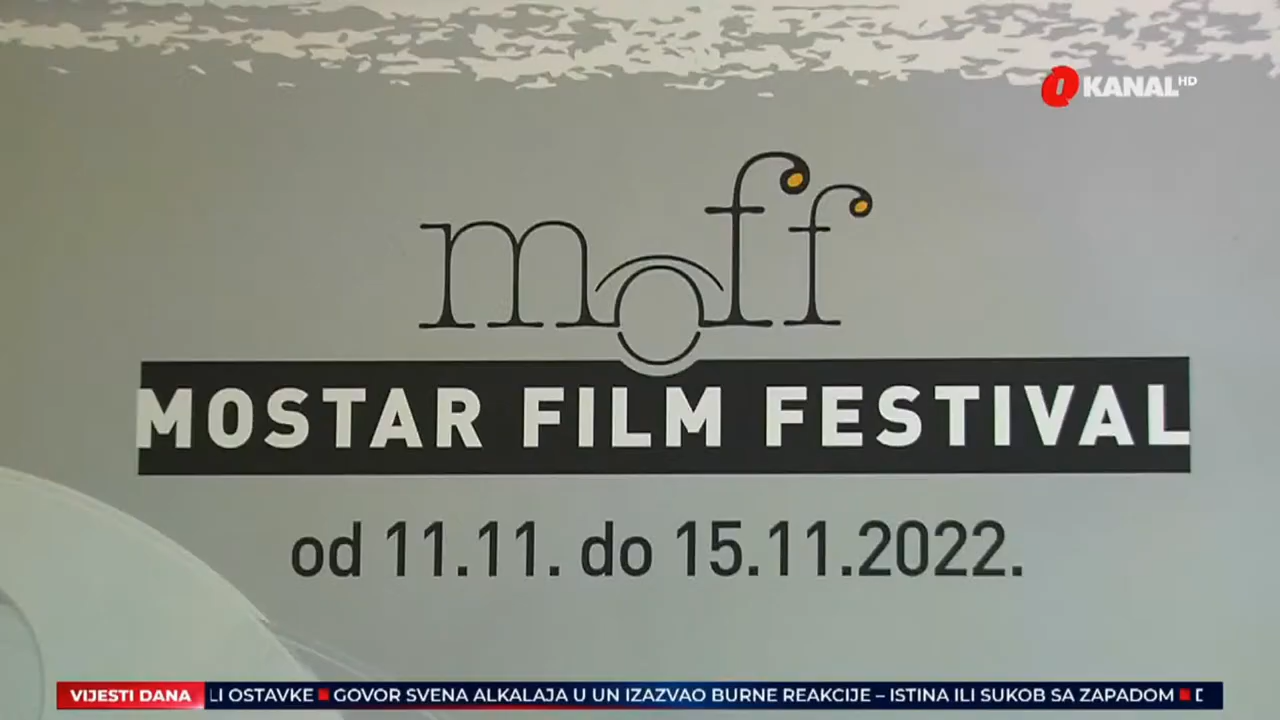 O KANAL HD
moff
MOSTAR FILM FESTIVAL
od 11.11. do 15.11.2022.
VIJESTI DANA
LI OSTAVKE ■ GOVOR SVENA ALKALAJA U UN IZAZVAO BURNE REAKCIJE – ISTINA ILI SUKOB SA ZAPADOM ■